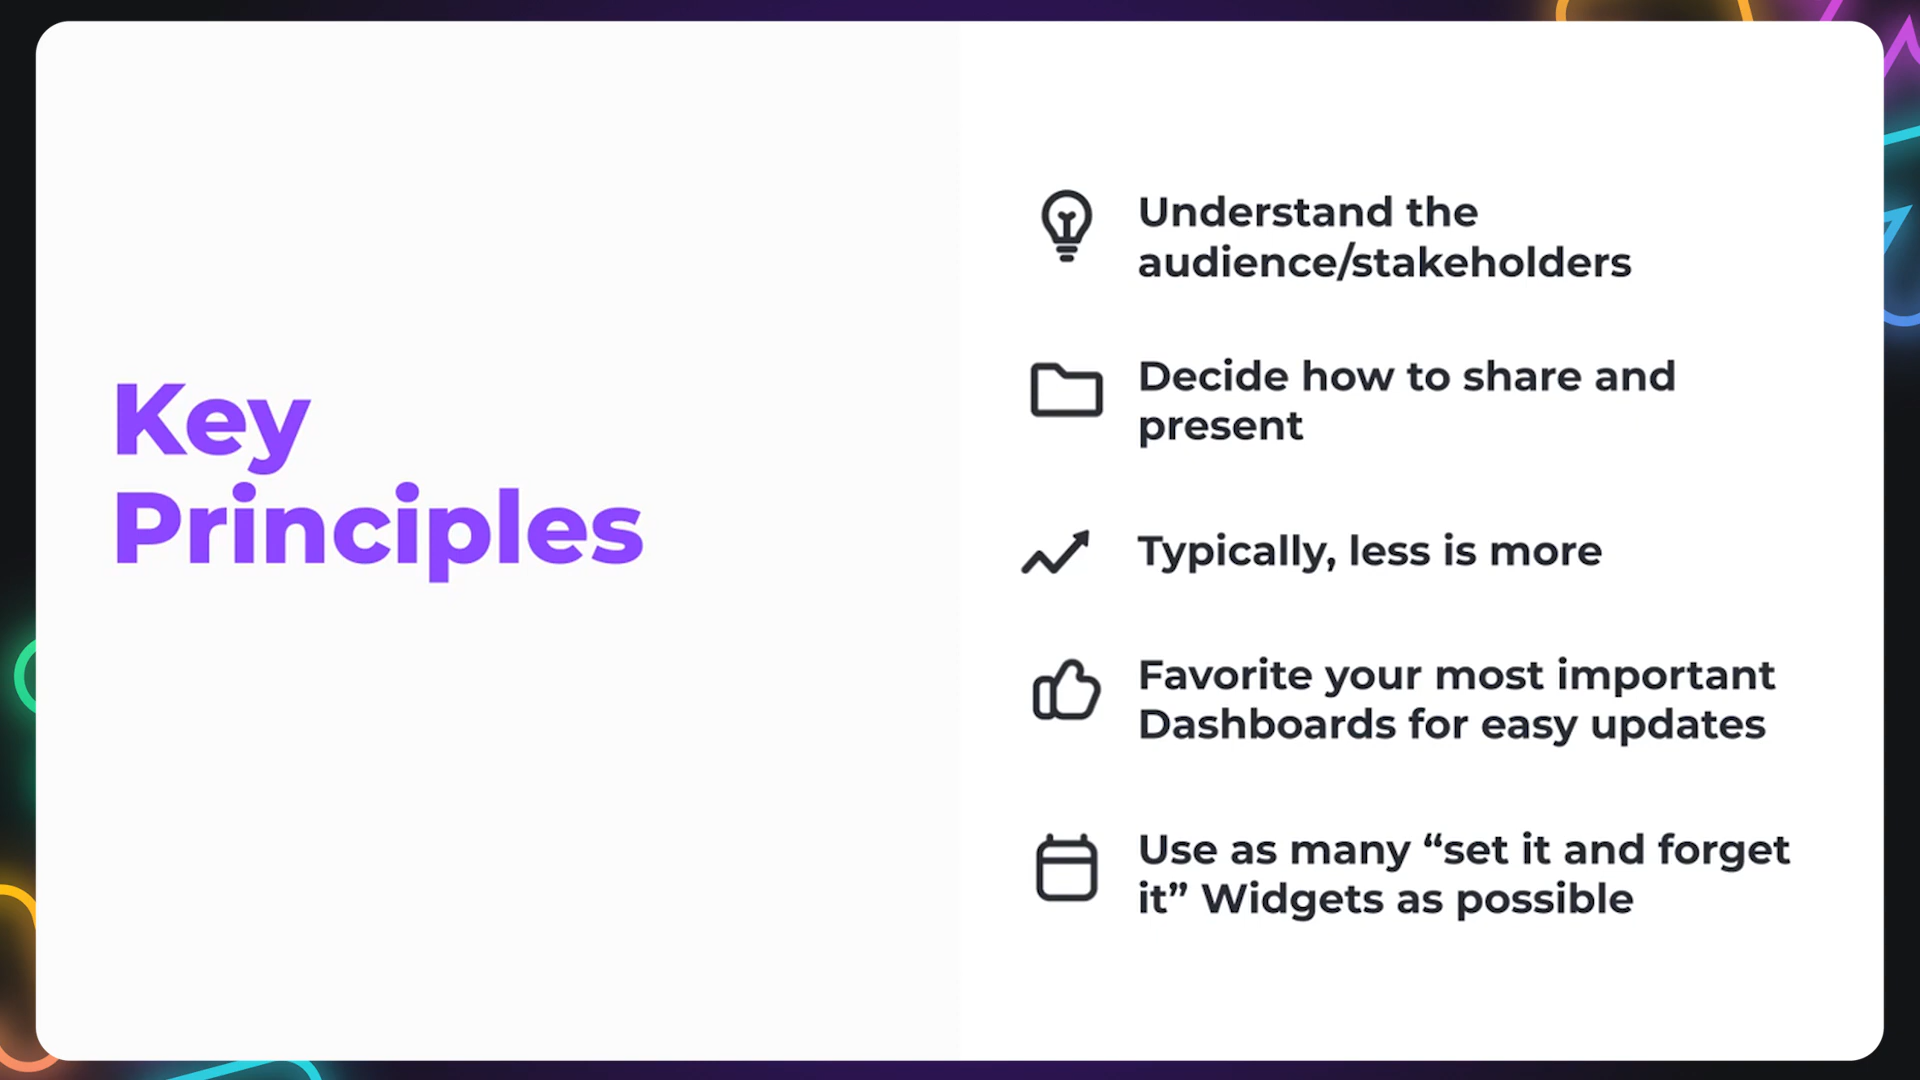 Key
Principles
Understand the
audience/stakeholders
Decide how to share and
present
Typically, less is more
Favorite your most important
Dashboards for easy updates
Use as many “set it and forget
it” Widgets as possible